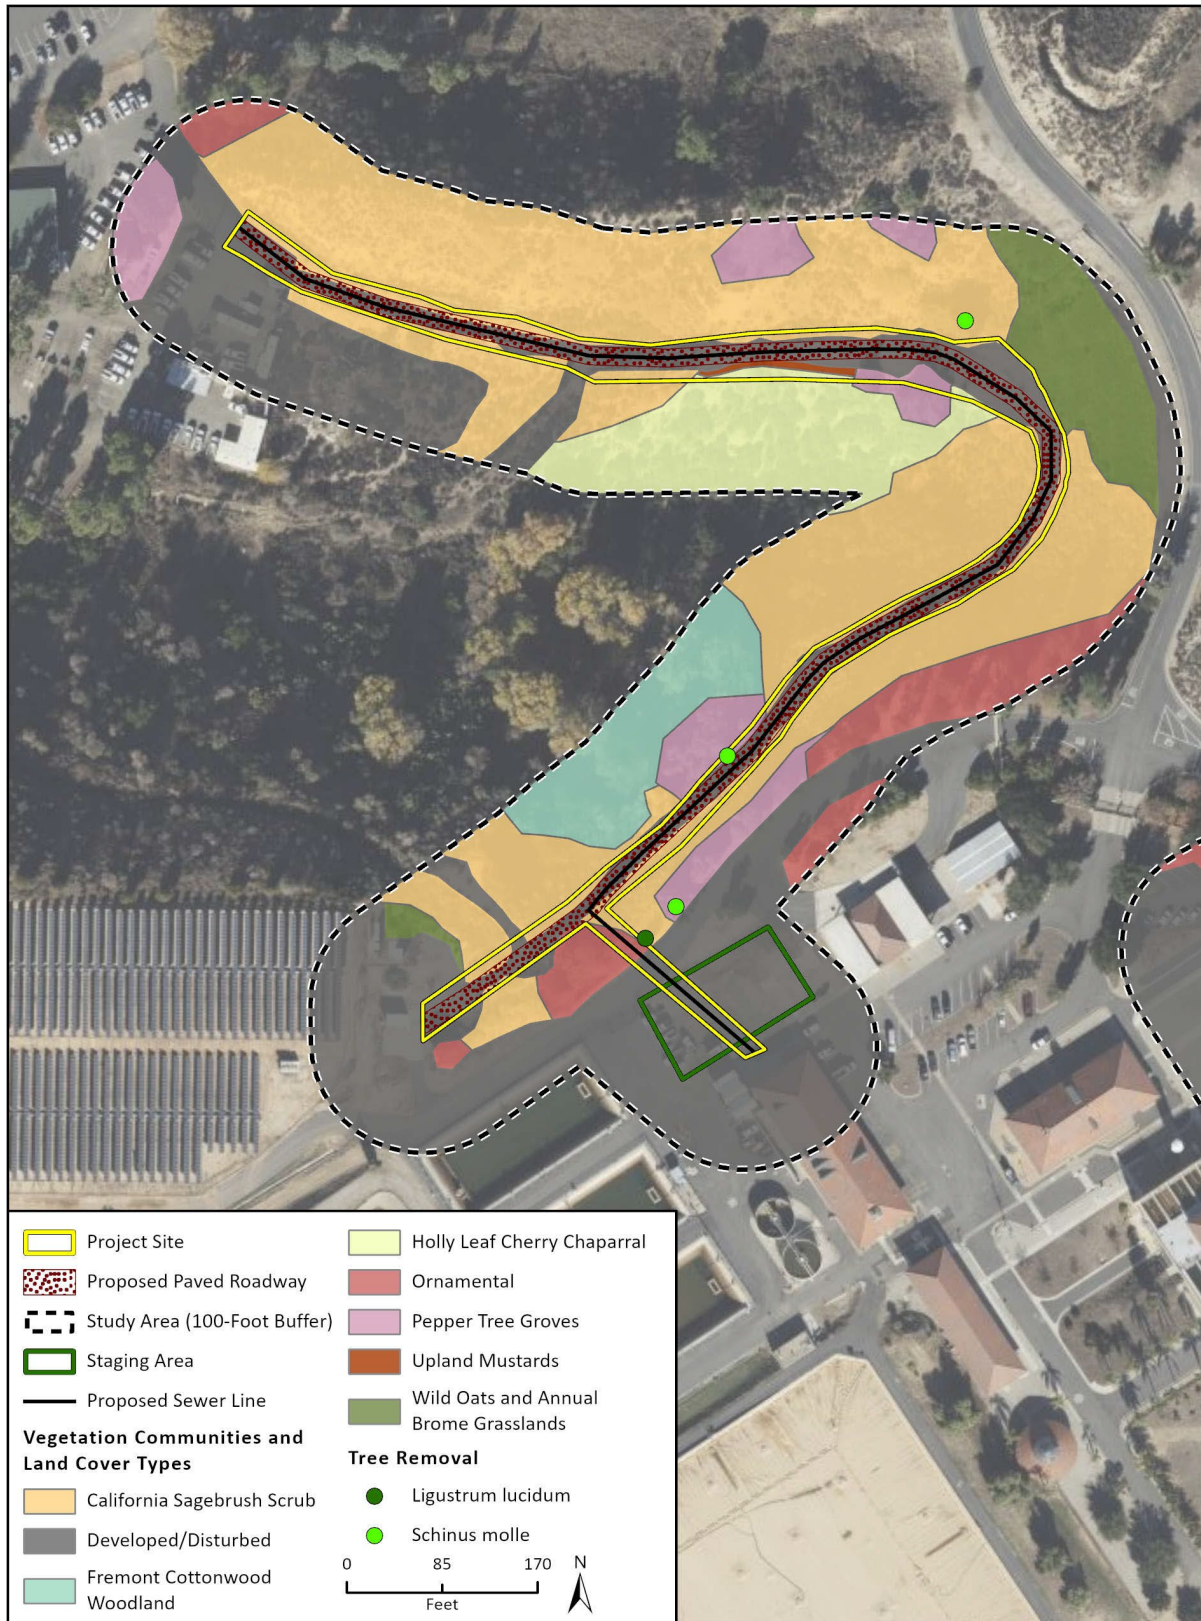 Project Site
Proposed Paved Roadway
Study Area (100-Foot Buffer)
Staging Area
Proposed Sewer Line
Vegetation Communities and
Land Cover Types
California Sagebrush Scrub
Developed/Disturbed
Fremont Cottonwood
Woodland
Holly Leaf Cherry Chaparral
Ornamental
Pepper Tree Groves
Upland Mustards
Wild Oats and Annual
Brome Grasslands
Tree Removal
Ligustrum lucidum
Schinus molle
0 85 170
Feet
N